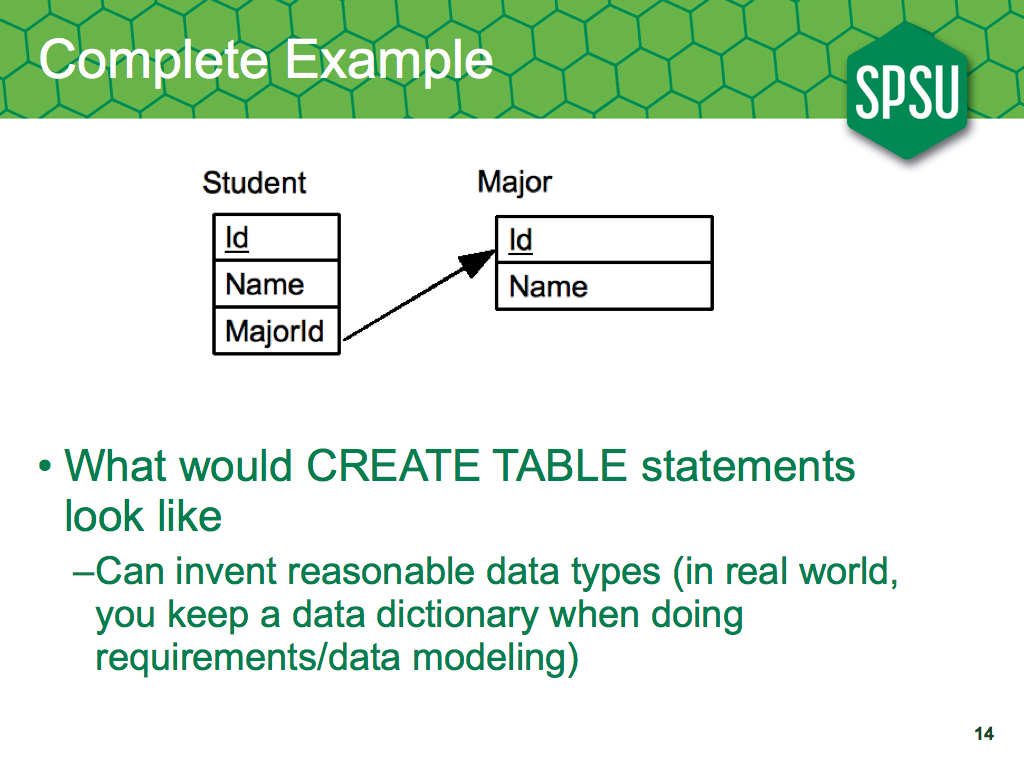 Complete Example
SPSU
Student
Major
Id
Name
MajorId
Id
Name
• What would CREATE TABLE statements
look like
–Can invent reasonable data types (in real world,
you keep a data dictionary when doing
requirements/data modeling)
14